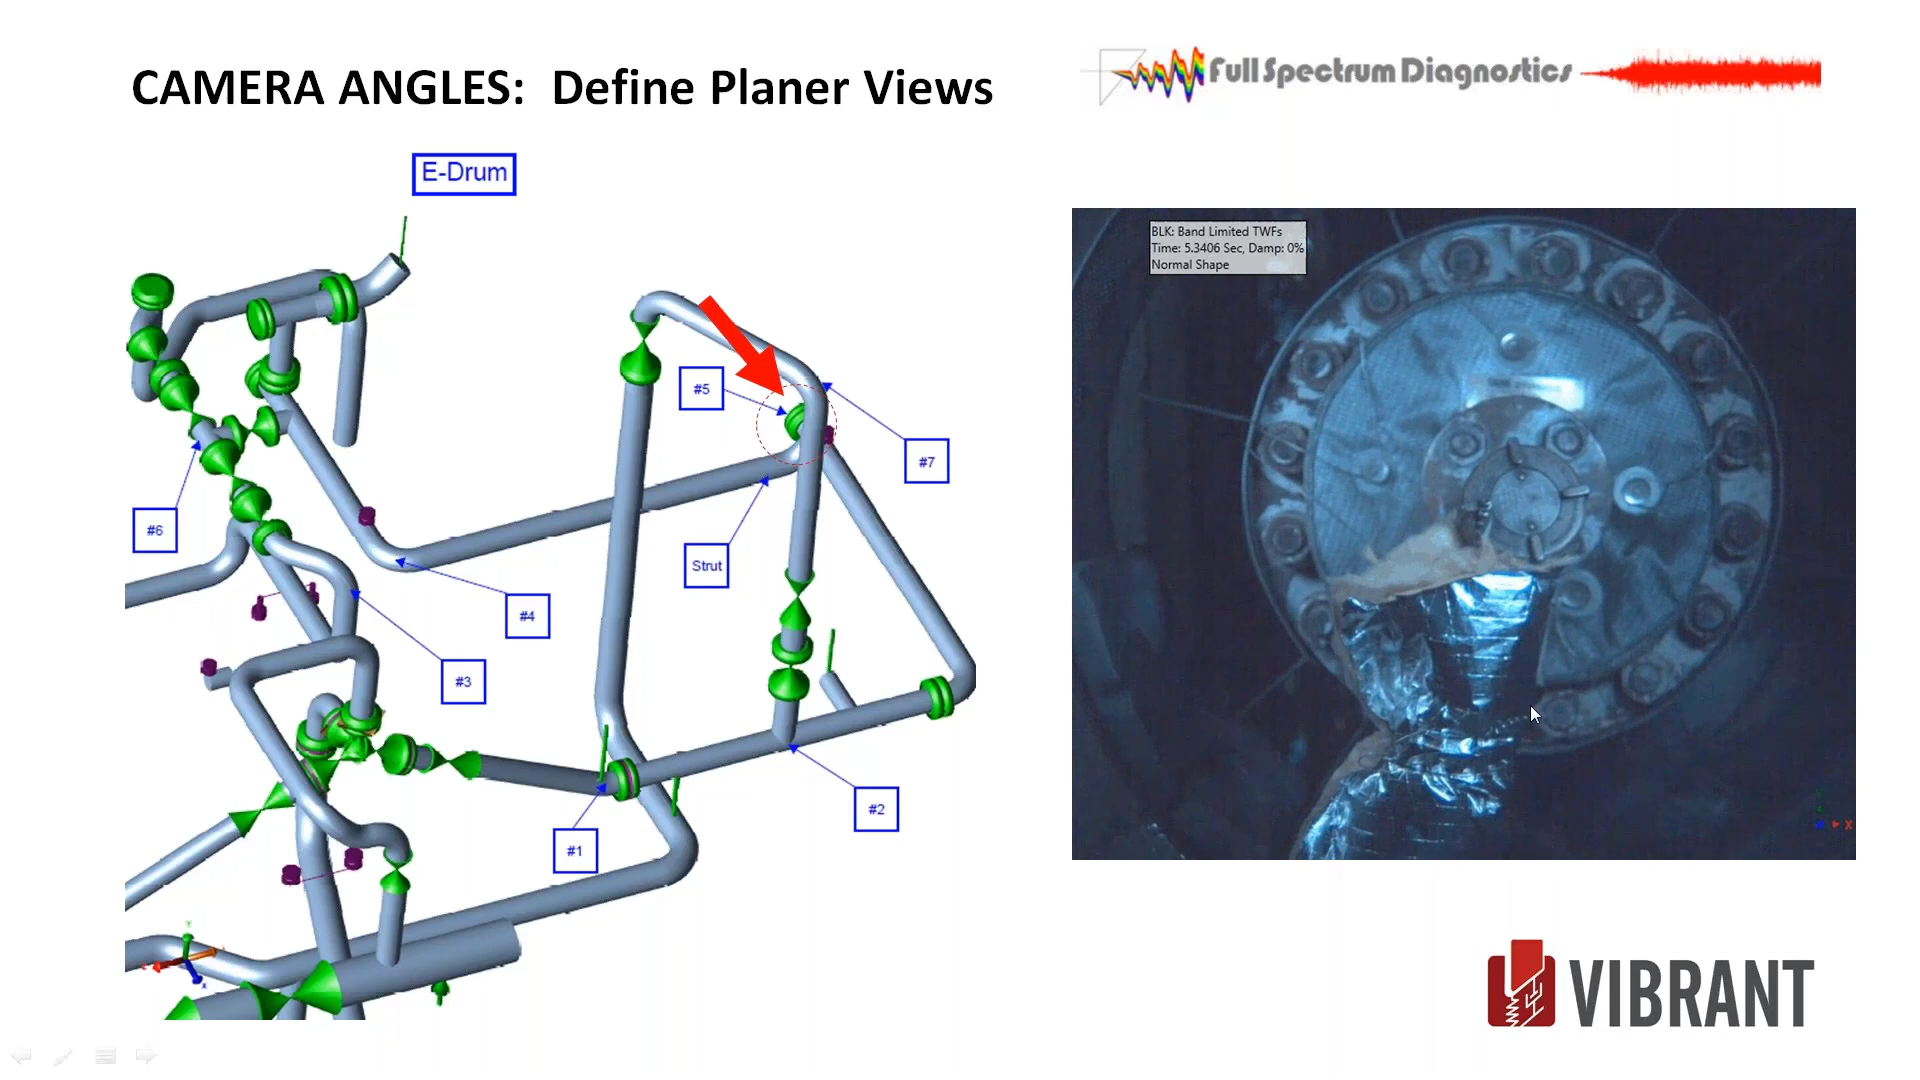 CAMERA ANGLES: Define Planer Views
Full Spectrum Diagnostics
E-Drum
BLK: Band Limited TWFs
Time: 5.3406 Sec, Damp: 0%
Normal Shape
#5
#7
#6
Strut
#4
#3
#2
#1
X
VIBRANT